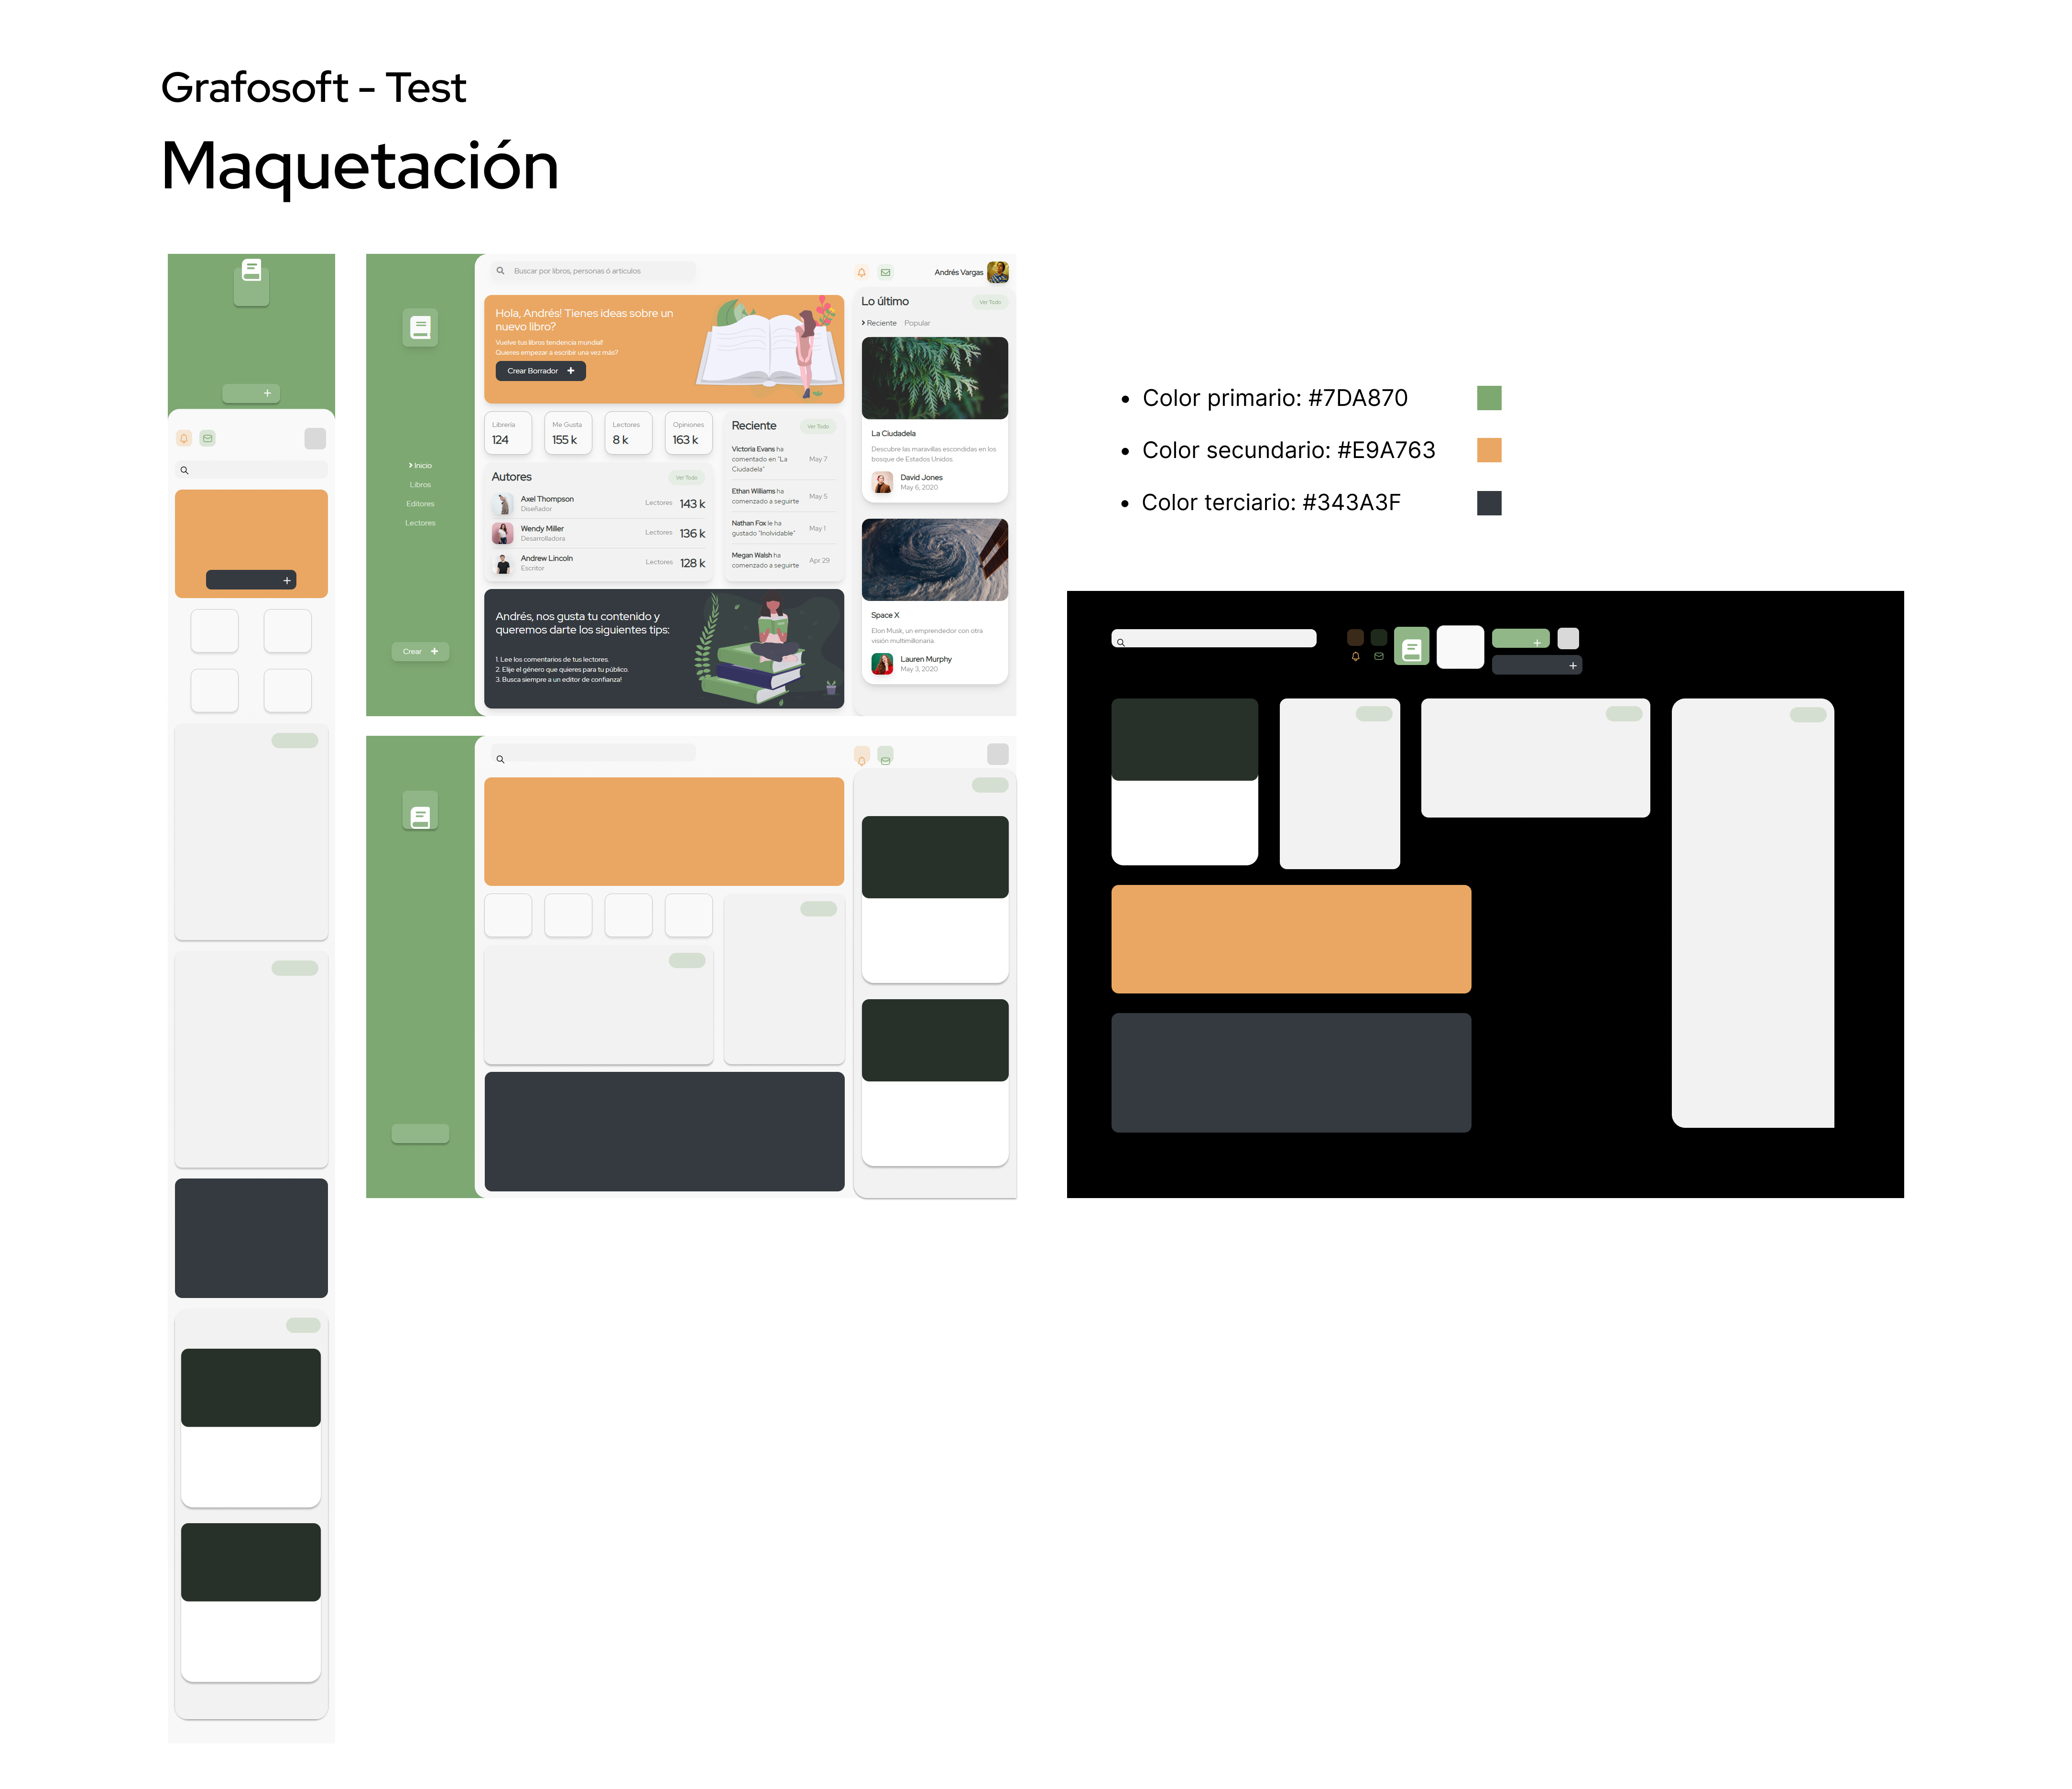 Grafosoft - Test
Maquetación
Buscar por libros, personas ó artículos
Andrés Vargas
Hola, Andrés! Tienes ideas sobre un
nuevo libro?
Vuelve tus libros tendencia mundial!
Quieres empezar a escribir una vez más?
Crear Borrador
Librería
124
Me Gusta
155 k
Lectores
8 k
Opiniones
163 k
Inicio
Libros
Editores
Lectores
Crear
Autores
Ver Todo
Axel Thompson
Diseñador
Lectores 143 k
Wendy Miller
Desarrolladora
Lectores 136 k
Andrew Lincoln
Escritor
Lectores 128 k
Reciente
Ver Todo
Victoria Evans ha
comentado en "La
Ciudadela"
May 7
Ethan Williams ha
comenzado a seguirte
May 5
Nathan Fox le ha
gustado "Inolvidable"
May 1
Megan Walsh ha
comenzado a seguirte
Apr 29
Andrés, nos gusta tu contenido y
queremos darte los siguientes tips:
1. Lee los comentarios de tus lectores.
2. Elije el género que quieres para tu público.
3. Busca siempre a un editor de confianza!
Lo último
Ver Todo
Reciente Popular
La Ciudadela
Descubre las maravillas escondidas en los
bosque de Estados Unidos.
David Jones
May 6, 2020
Space X
Elon Musk, un emprendedor con otra
visión multimillonaria.
Lauren Murphy
May 3, 2020
• Color primario: #7DA870
• Color secundario: #E9A763
• Color terciario: #343A3F